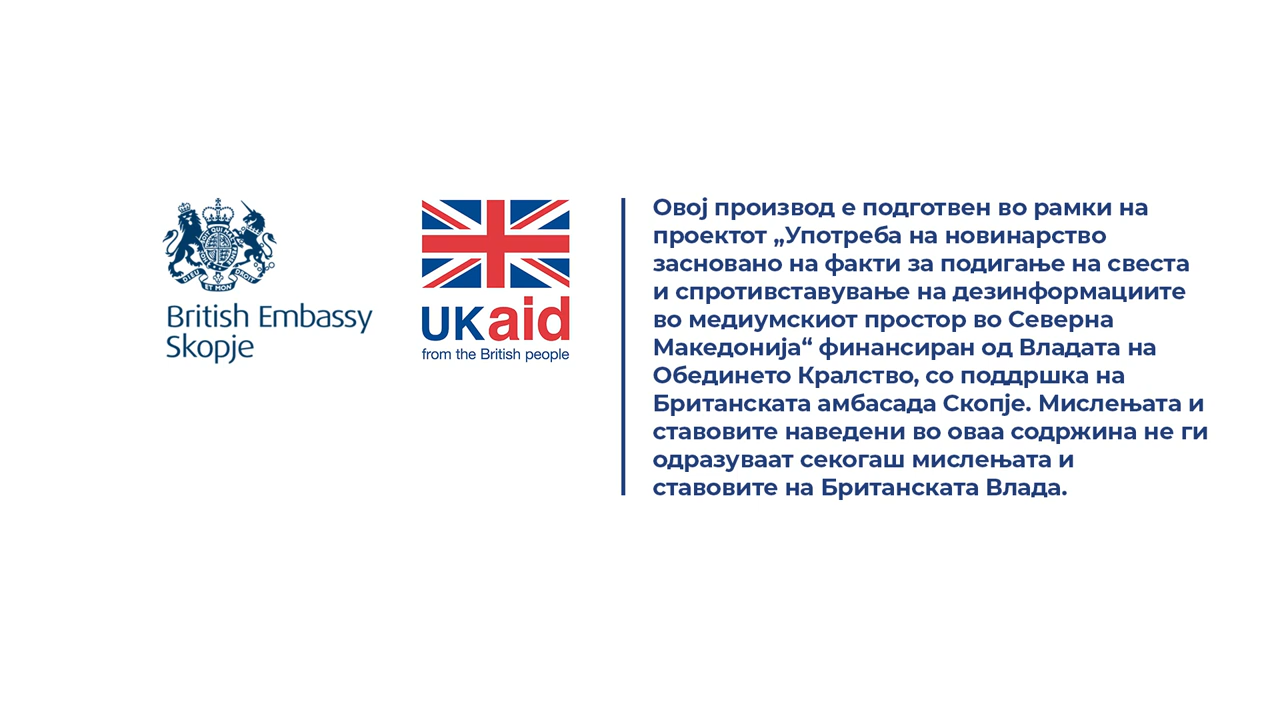 British Embassy
Skopje
UKaid
from the British people
Овој производ е подготвен во рамки на
проектот „Употреба на новинарство
засновано на факти за подигање на свеста
и спротивставување на дезинформациите
во медиумскиот простор во Северна
Македонија“ финансиран од Владата на
Обединето Кралство, со поддршка на
Британската амбасада Скопје. Мислењата и
ставовите наведени во оваа содржина не ги
одразуваат секогаш мислењата и
ставовите на Британската Влада.